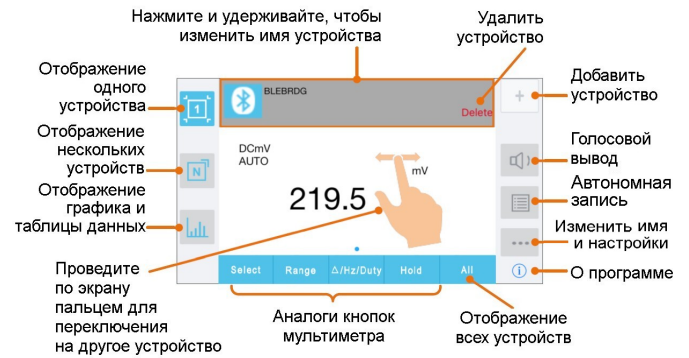 Нажмите и удерживайте, чтобы
изменить имя устройства
Удалить
устройство
Отображение
одного
устройства
Добавить
устройство
BLEBRDG
Delete
+
1
Отображение
нескольких
устройств
N
DCmV
AUTO
mV
219.5
Голосовой
вывод
Автономная
запись
Отображение
графика и
таблицы данных
Изменить имя
и настройки
О программе
Select
Range
Δ/Hz/Duty
Hold
All
Проведите
по экрану
пальцем для
переключения
на другое устройство
Аналоги кнопок
мультиметра
Отображение
всех устройств